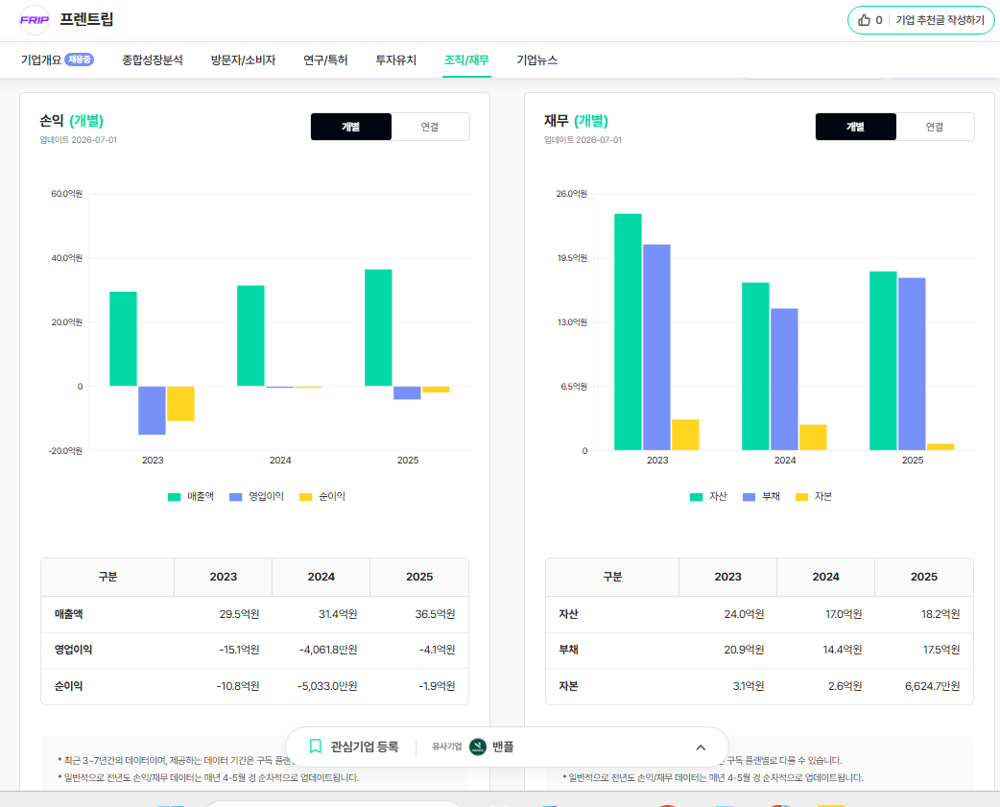 FRIP 프렌트립
0 기업 추천글 작성하기
기업개요 채용중 종합성장분석 방문자/소비자 연구/특허 투자유치 조직/재무 기업뉴스
손익 (개별)
업데이트 2026-07-01
개별 연결
60.0억원
40.0억원
20.0억원
0
-20.0억원
2023 2024 2025
매출액 영업이익 순이익
구분 2023 2024 2025
매출액 29.5억원 31.4억원 36.5억원
영업이익 -15.1억원 -4,061.8만원 -4.1억원
순이익 -10.8억원 -5,033.0만원 -1.9억원
* 최근 3~7년간의 데이터이며, 제공하는 데이터 기간은 구독 플랜
* 일반적으로 전년도 손익/재무 데이터는 매년 4-5월 경 순차적으로 업데이트됩니다.
재무 (개별)
업데이트 2026-07-01
개별 연결
26.0억원
19.5억원
13.0억원
6.5억원
0
2023 2024 2025
자산 부채 자본
구분 2023 2024 2025
자산 24.0억원 17.0억원 18.2억원
부채 20.9억원 14.4억원 17.5억원
자본 3.1억원 2.6억원 6,624.7만원
구독 플랜별로 다를 수 있습니다.
* 일반적으로 전년도 손익/재무 데이터는 매년 4-5월 경 순차적으로 업데이트됩니다.
관심기업 등록 유사기업 밴플